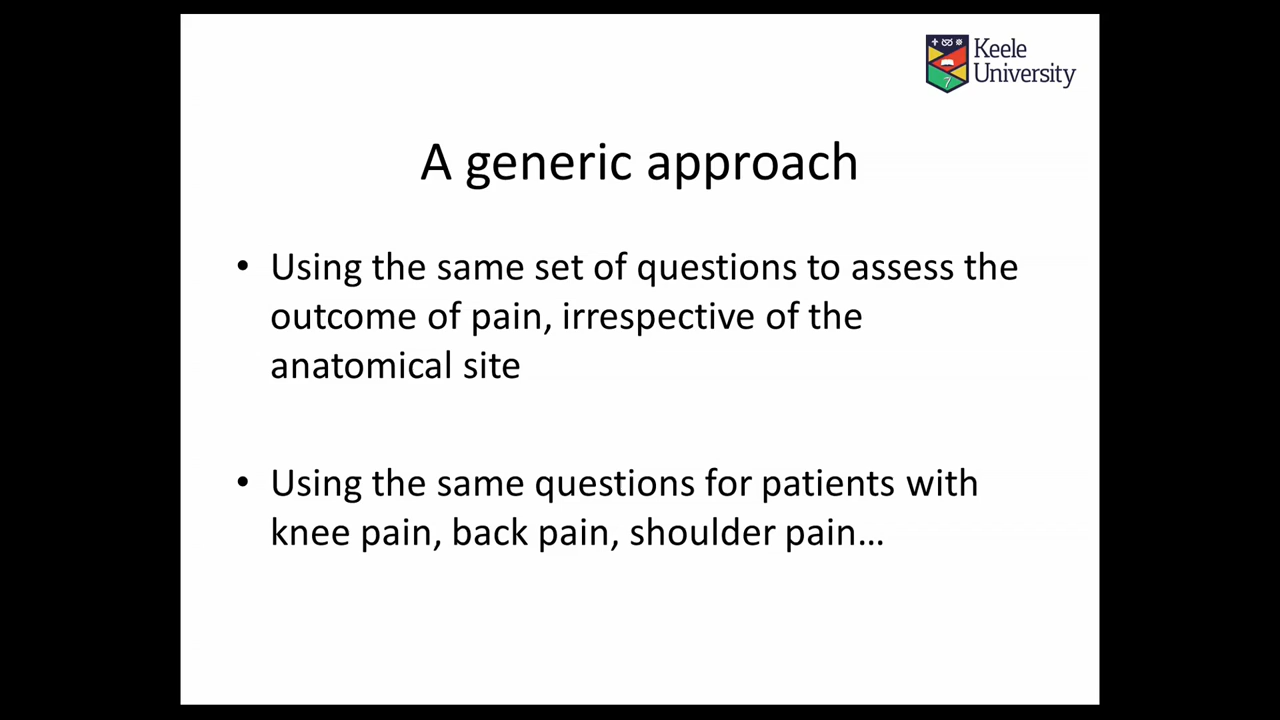 Keele
University
A generic approach
• Using the same set of questions to assess the
outcome of pain, irrespective of the
anatomical site
• Using the same questions for patients with
knee pain, back pain, shoulder pain…